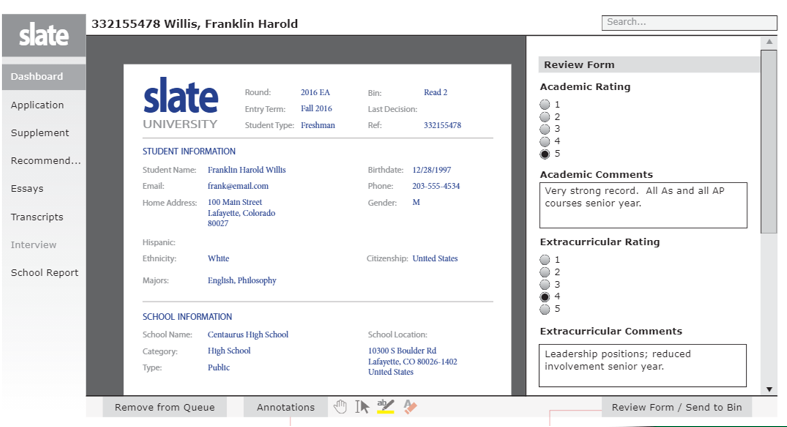 slate
332155478 Willis, Franklin Harold
Search...
Dashboard
Application
Supplement
Recommend...
Essays
Transcripts
Interview
School Report
slate
UNIVERSITY
Round: 2016 EA Bin: Read 2
Entry Term: Fall 2016 Last Decision:
Student Type: Freshman Ref: 332155478
STUDENT INFORMATION
Student Name: Franklin Harold Willis Birthdate: 12/28/1997
Email: frank@email.com Phone: 203-555-4534
Home Address: 100 Main Street Gender: M
Lafayette, Colorado
80027
Hispanic:
Ethnicity: White Citizenship: United States
Majors: English, Philosophy
SCHOOL INFORMATION
School Name: Centaurus High School School Location:
Category: High School 10300 S Boulder Rd
Lafayette, CO 80026-1402
Type: Public United States
Review Form
Academic Rating
1
2
3
4
5
Academic Comments
Very strong record. All As and all AP
courses senior year.
Extracurricular Rating
1
2
3
4
5
Extracurricular Comments
Leadership positions; reduced
involvement senior year.
Remove from Queue
Annotations
ab
Review Form / Send to Bin